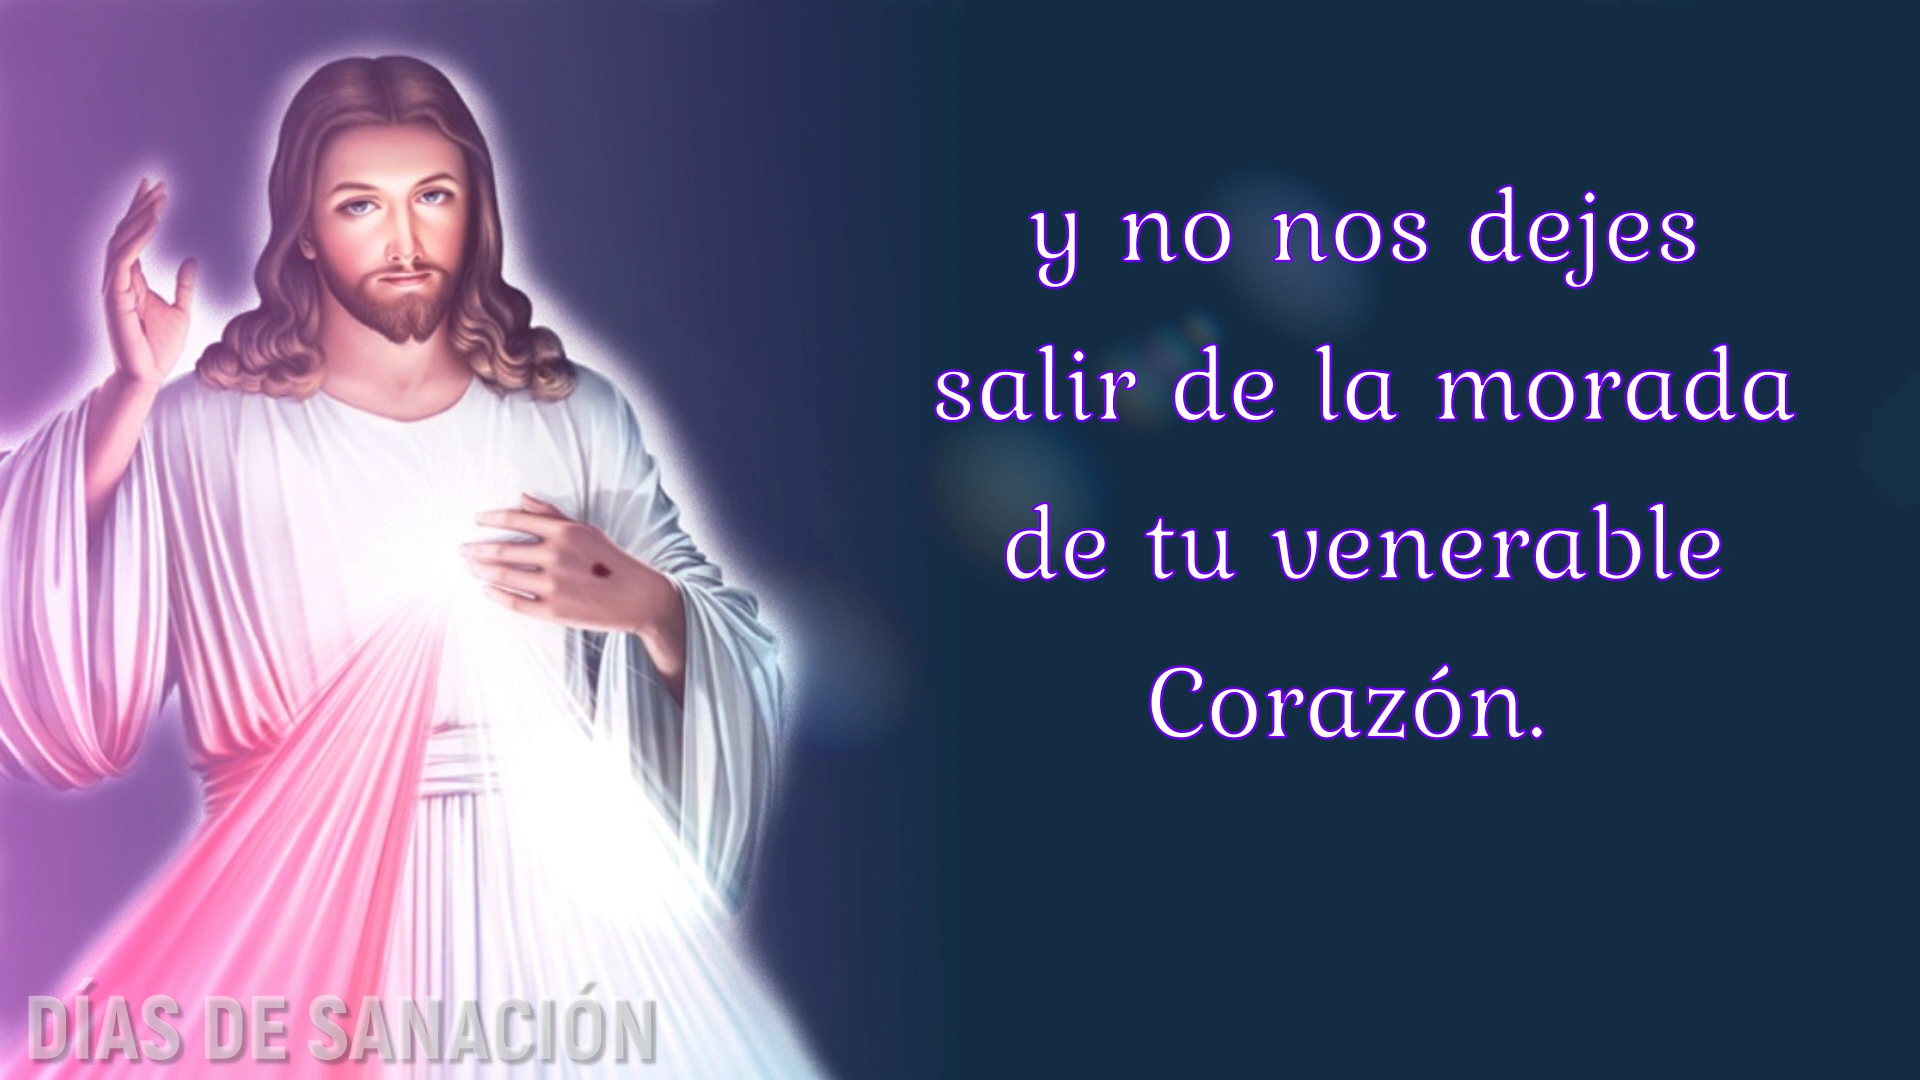 y no nos dejes
salir de la morada
de tu venerable
Corazón.
DÍAS DE SANACIÓN